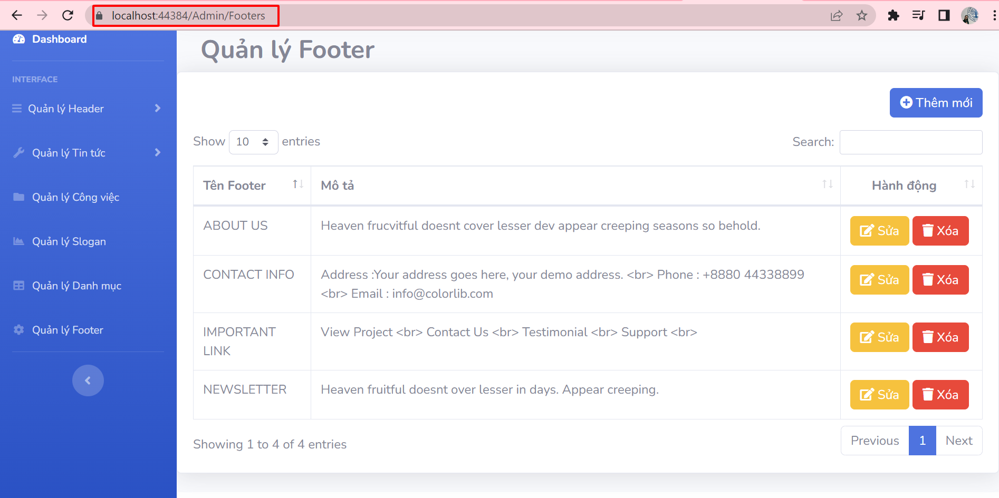 localhost:44384/Admin/Footers
Dashboard
INTERFACE
Quản lý Header
Quản lý Tin tức
Quản lý Công việc
Quản lý Slogan
Quản lý Danh mục
Quản lý Footer
Quản lý Footer
Thêm mới
Show 10 entries
Search:
Tên Footer Mô tả Hành động
ABOUT US Heaven frucvitful doesnt cover lesser dev appear creeping seasons so behold. Sửa Xóa
CONTACT INFO Address :Your address goes here, your demo address. <br> Phone : +8880 44338899 Sửa Xóa
<br> Email : info@colorlib.com
IMPORTANT View Project <br> Contact Us <br> Testimonial <br> Support <br> Sửa Xóa
LINK
NEWSLETTER Heaven fruitful doesnt over lesser in days. Appear creeping. Sửa Xóa
Showing 1 to 4 of 4 entries
Previous 1 Next